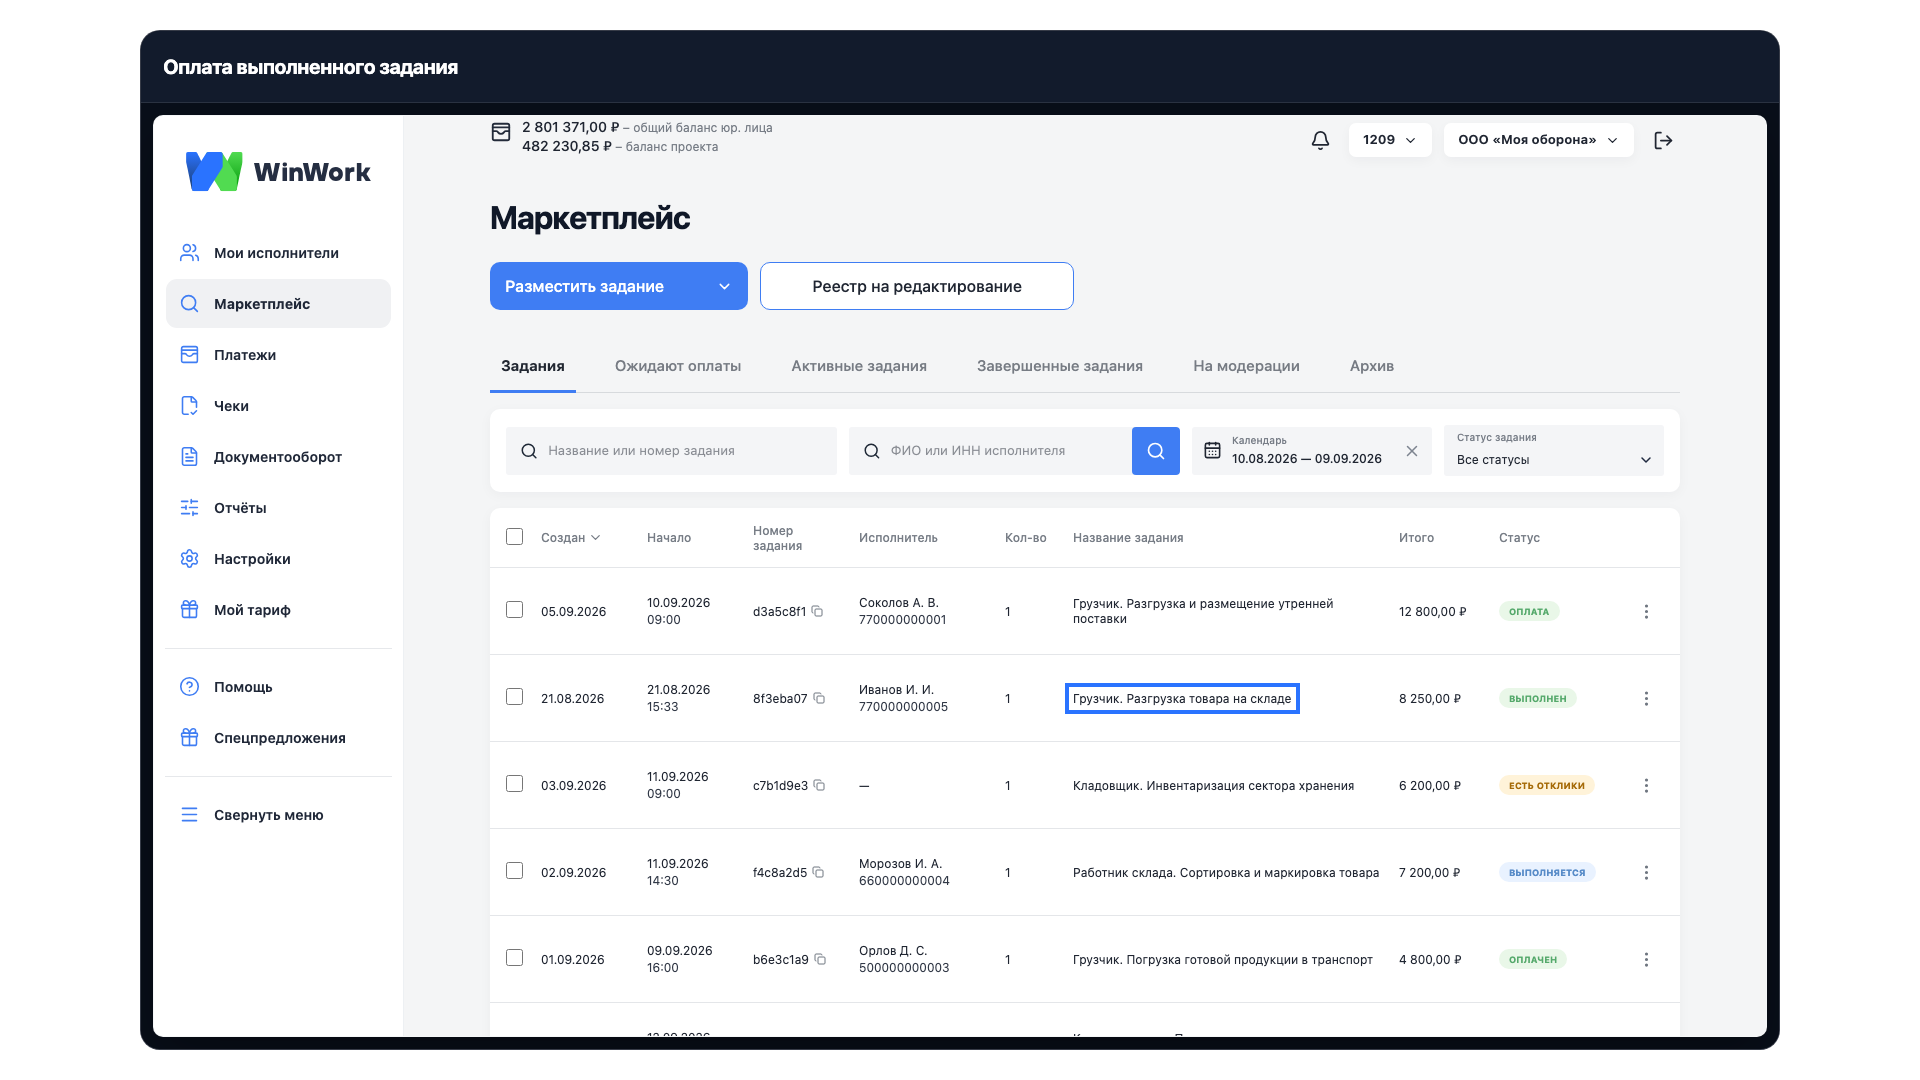 Оплата выполненного задания
2 801 371,00 ₽ – общий баланс юр. лица
482 230,85 ₽ – баланс проекта
1209
ООО «Моя оборона»
WinWork
Мои исполнители
Маркетплейс
Платежи
Чеки
Документооборот
Отчёты
Настройки
Мой тариф
Помощь
Спецпредложения
Свернуть меню
Маркетплейс
Разместить задание
Реестр на редактирование
Задания Ожидают оплаты Активные задания Завершенные задания На модерации Архив
Название или номер задания
ФИО или ИНН исполнителя
Календарь
10.08.2026 — 09.09.2026
Статус задания
Все статусы
Создан Начало Номер задания Исполнитель Кол-во Название задания Итого Статус
05.09.2026
10.09.2026
09:00
d3a5c8f1
Соколов А. В.
770000000001
1
Грузчик. Разгрузка и размещение утренней
поставки
12 800,00 ₽
ОПЛАТА
21.08.2026
21.08.2026
15:33
8f3eba07
Иванов И. И.
770000000005
1
Грузчик. Разгрузка товара на складе
8 250,00 ₽
ВЫПОЛНЕН
03.09.2026
11.09.2026
09:00
c7b1d9e3
—
1
Кладовщик. Инвентаризация сектора хранения
6 200,00 ₽
ЕСТЬ ОТКЛИКИ
02.09.2026
11.09.2026
14:30
f4c8a2d5
Морозов И. А.
660000000004
1
Работник склада. Сортировка и маркировка товара
7 200,00 ₽
ВЫПОЛНЯЕТСЯ
01.09.2026
09.09.2026
16:00
b6e3c1a9
Орлов Д. С.
500000000003
1
Грузчик. Погрузка готовой продукции в транспорт
4 800,00 ₽
ОПЛАЧЕН